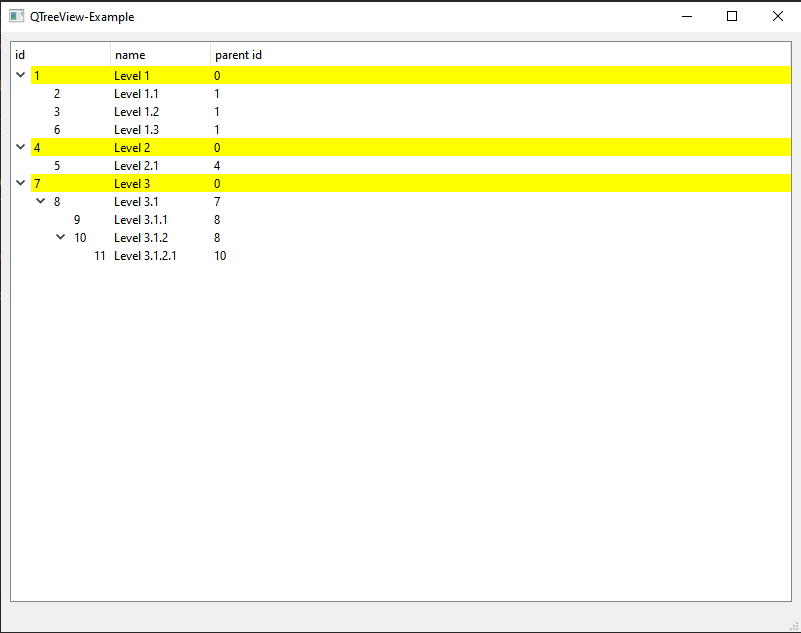 QTreeView-Example
id name parent id
1 Level 1 0
2 Level 1.1 1
3 Level 1.2 1
6 Level 1.3 1
4 Level 2 0
5 Level 2.1 4
7 Level 3 0
8 Level 3.1 7
9 Level 3.1.1 8
10 Level 3.1.2 8
11 Level 3.1.2.1 10